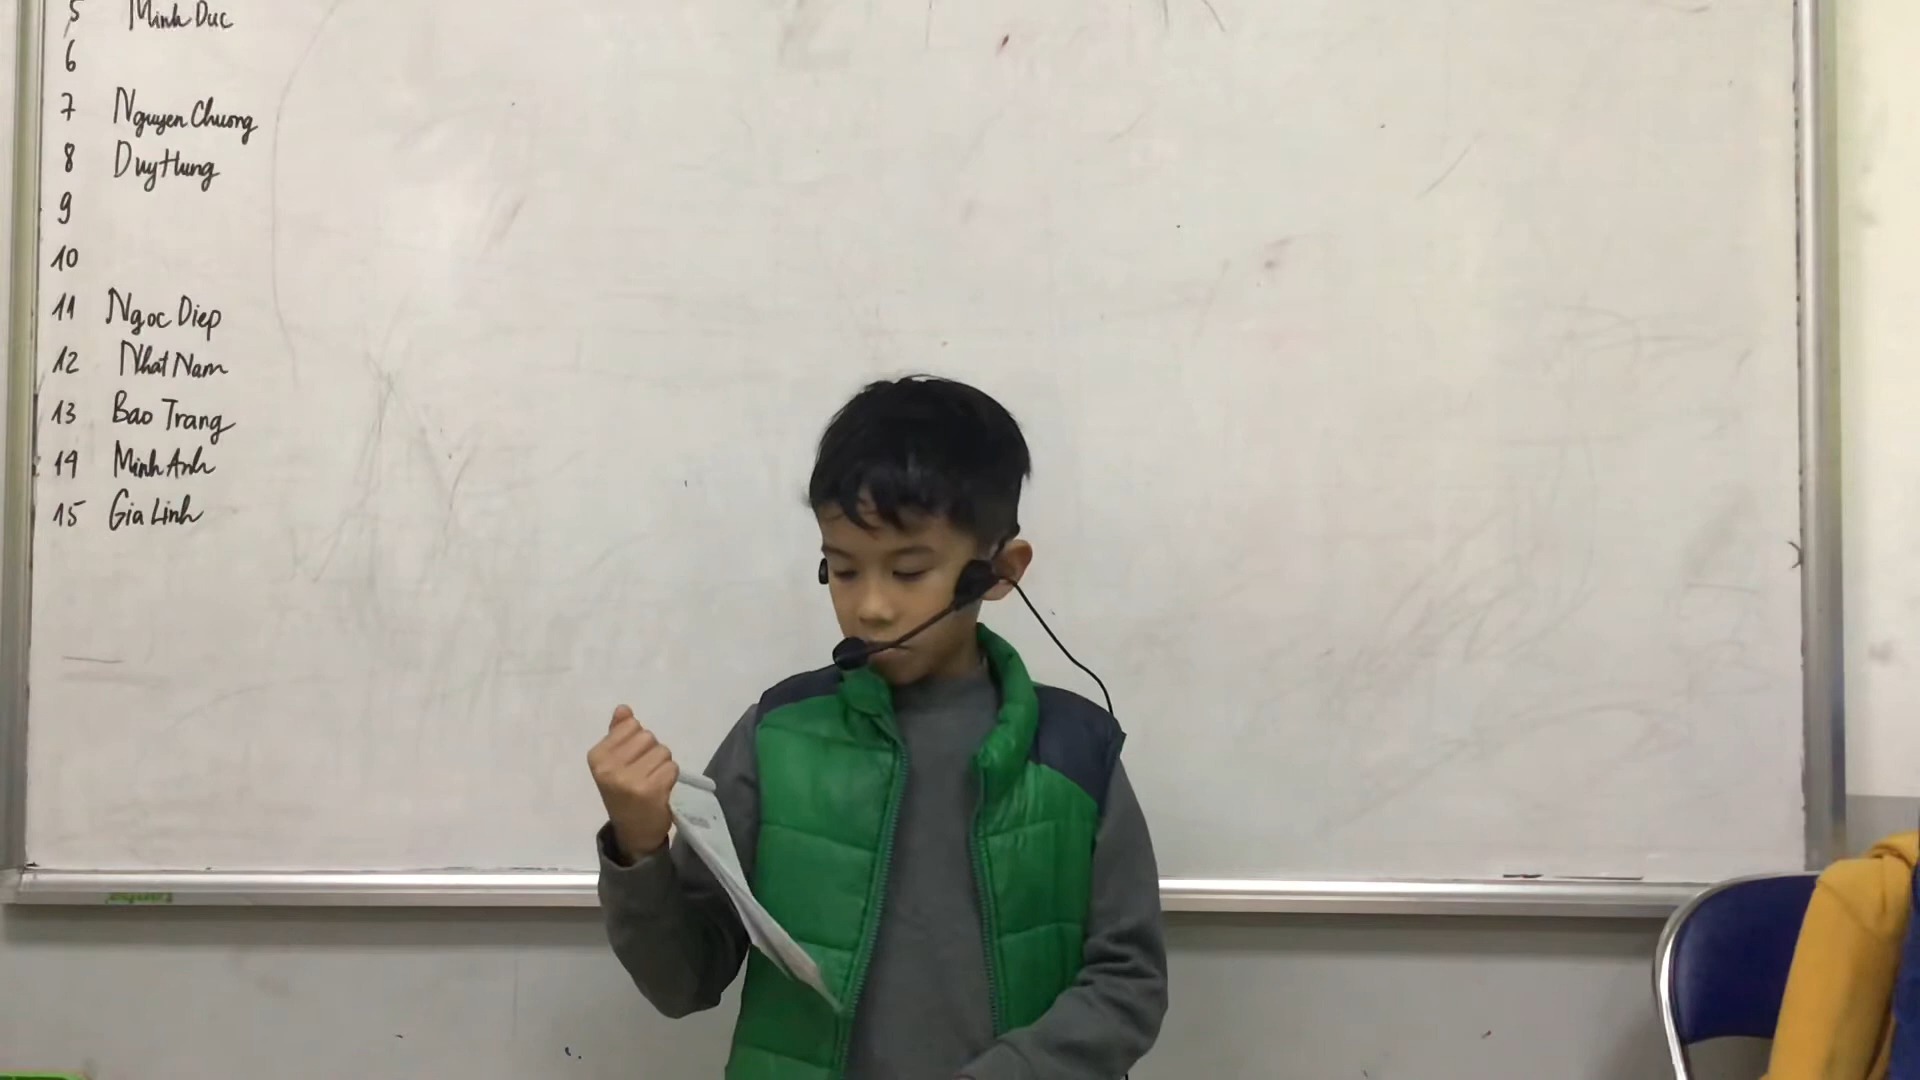 5 Minh Duc
6
7 Nguyen Chuong
8 Duy Hung
9
10
11 Ngoc Diep
12 Nhat Nam
13 Bao Trang
14 Minh Anh
15 Gia Linh